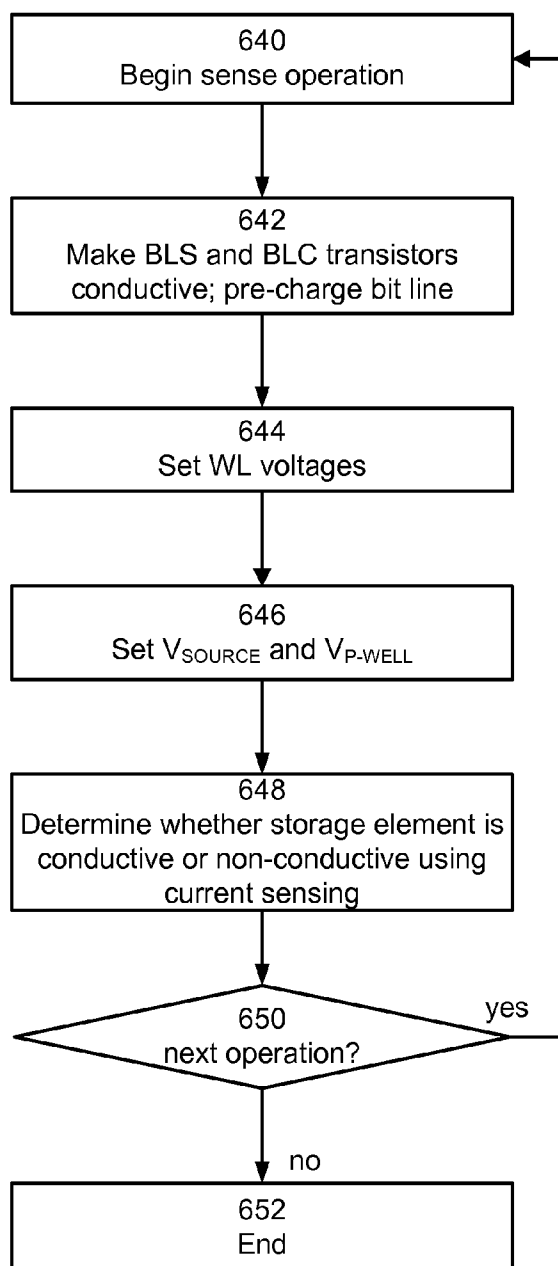 640
Begin sense operation
642
Make BLS and BLC transistors
conductive; pre-charge bit line
644
Set WL voltages
646
Set VSOURCE and VP-WELL
648
Determine whether storage element is
conductive or non-conductive using
current sensing
650
next operation?
yes
no
652
End